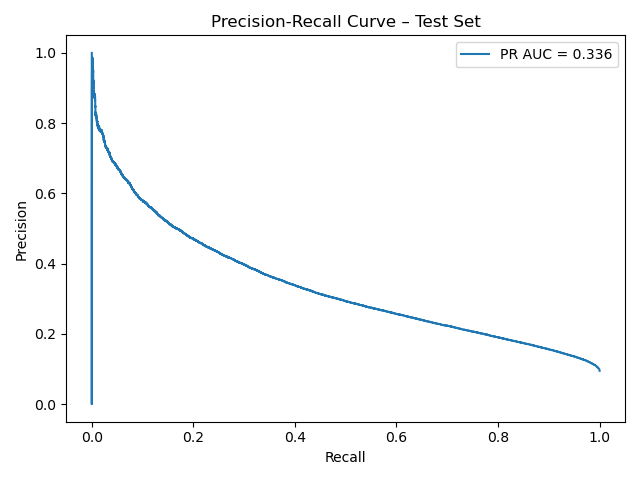 Precision-Recall Curve – Test Set
PR AUC = 0.336
Precision
1.0
0.8
0.6
0.4
0.2
0.0
0.0 0.2 0.4 0.6 0.8 1.0
Recall